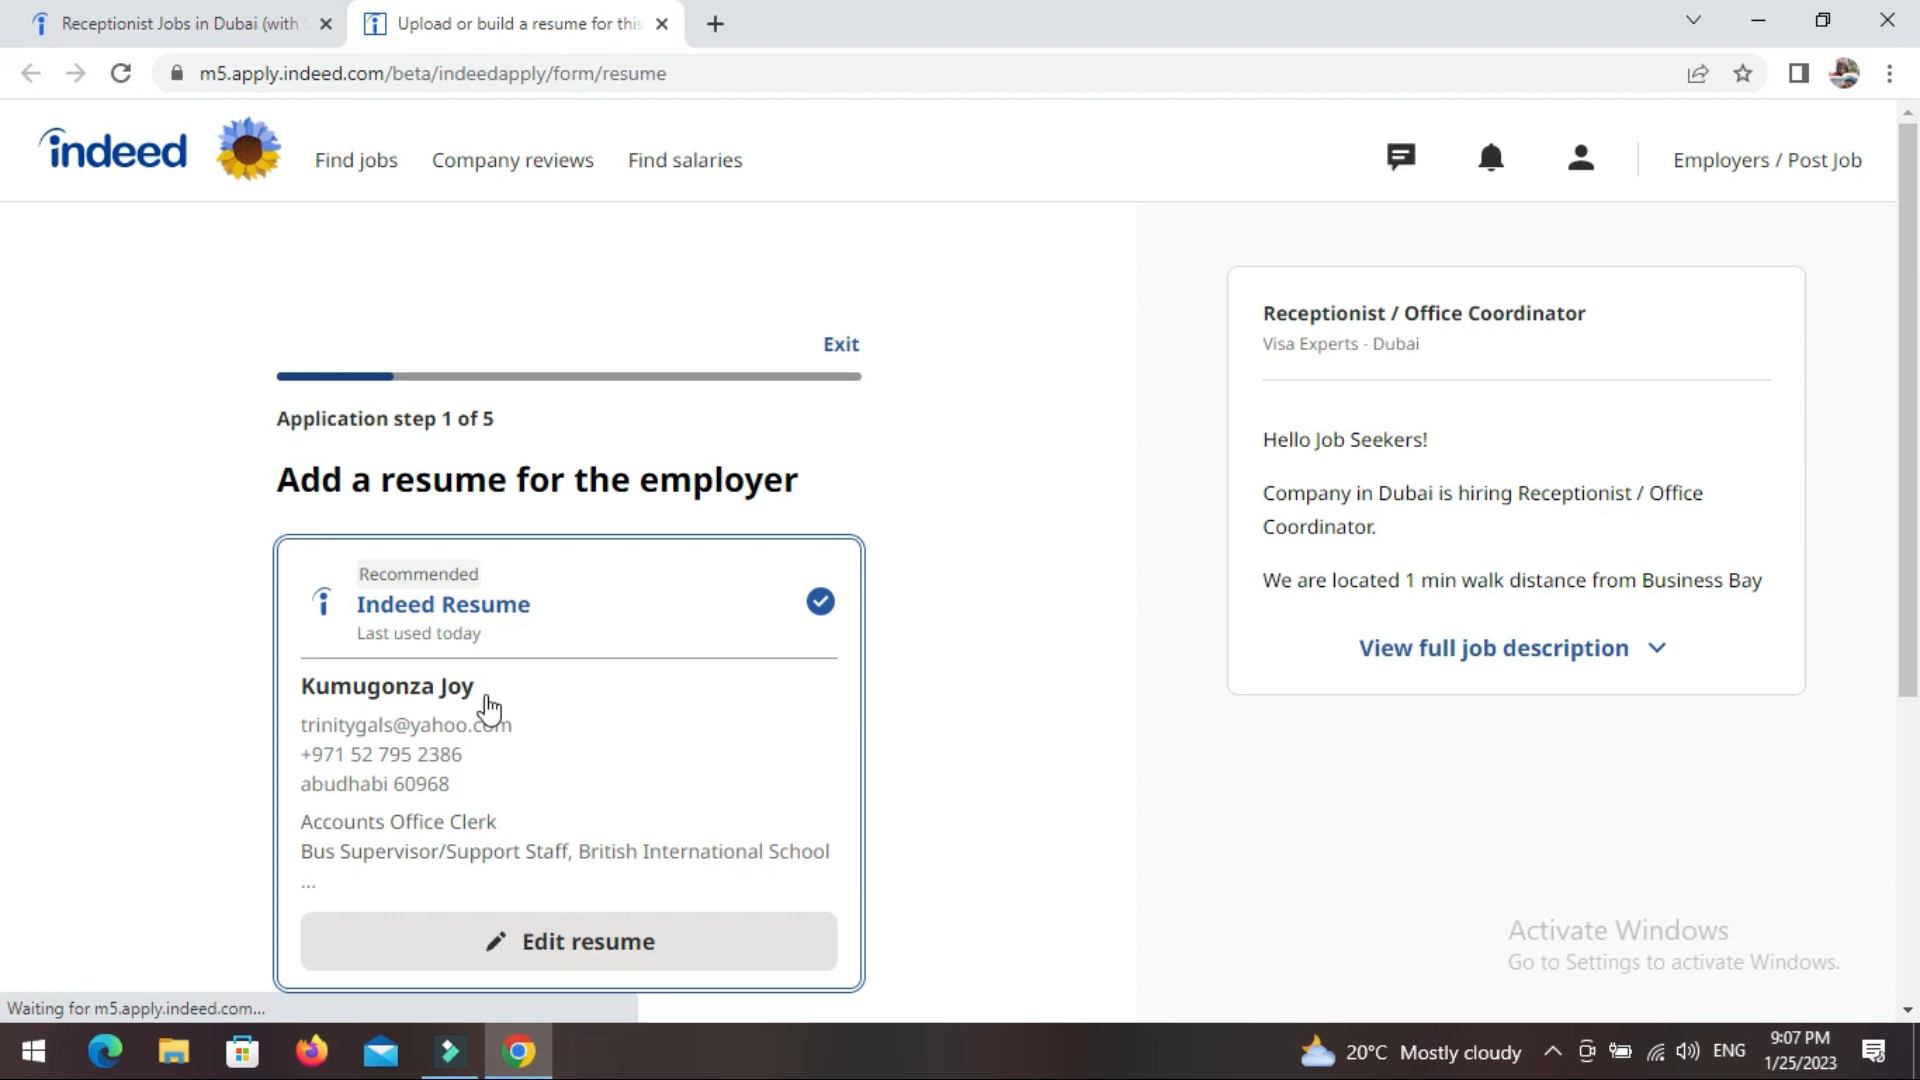 Receptionist Jobs in Dubai (with
Upload or build a resume for this
m5.apply.indeed.com/beta/indeedapply/form/resume
indeed
Find jobs
Company reviews
Find salaries
Employers / Post Job
Exit
Application step 1 of 5
Add a resume for the employer
Recommended
Indeed Resume
Last used today
Kumugonza Joy
trinitygals@yahoo.com
+971 52 795 2386
abudhabi 60968
Accounts Office Clerk
Bus Supervisor/Support Staff, British International School
...
Edit resume
Receptionist / Office Coordinator
Visa Experts - Dubai
Hello Job Seekers!
Company in Dubai is hiring Receptionist / Office
Coordinator.
We are located 1 min walk distance from Business Bay
View full job description
Activate Windows
Go to Settings to activate Windows.
Waiting for m5.apply.indeed.com...
20°C Mostly cloudy
ENG
9:07 PM
1/25/2023